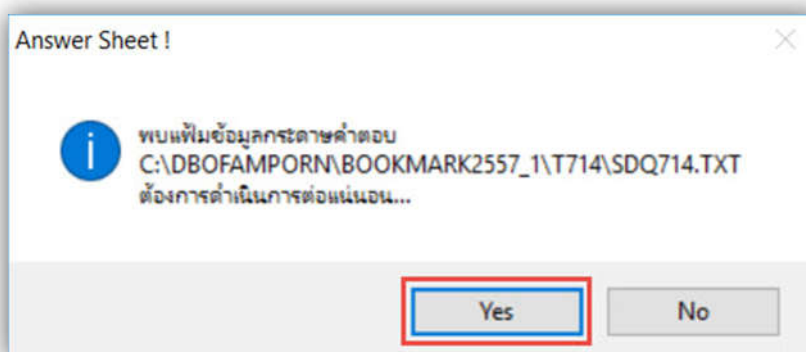 Answer Sheet !
พบแฟ้มข้อมูลกระดาษคำตอบ
C:\DBOFAMPORN\BOOKMARK2557_1\T714\SDQ714.TXT
ต้องการดำเนินการต่อแน่นอน...
Yes
No